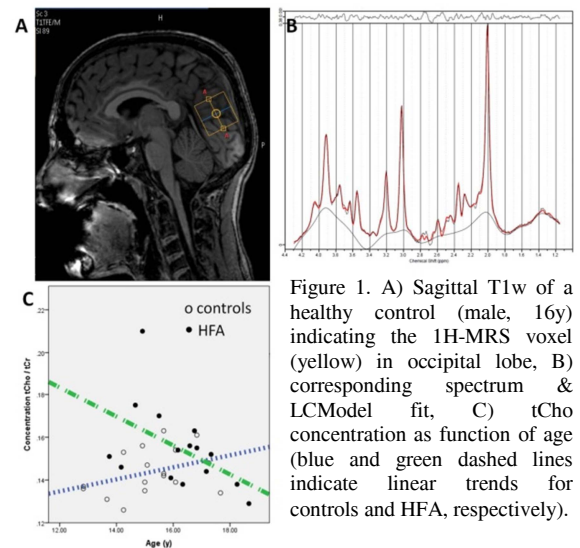 A
Sc 3
T1TFE/M
Sl 89
H
P
B
4.4 4.2 4.0 3.8 3.6 3.4 3.2 3.0 2.8 2.6 2.4 2.2 2.0 1.8 1.6 1.4 1.2
Chemical Shift (ppm)
C
o controls
● HFA
Concentration tCho / tCr
22
20
18
16
14
12
12.00 14.00 16.00 18.00
Age (y)
Figure 1. A) Sagittal T1w of a
healthy control (male, 16y)
indicating the 1H-MRS voxel
(yellow) in occipital lobe, B)
corresponding spectrum &
LCModel fit, C) tCho
concentration as function of age
(blue and green dashed lines
indicate linear trends for
controls and HFA, respectively).